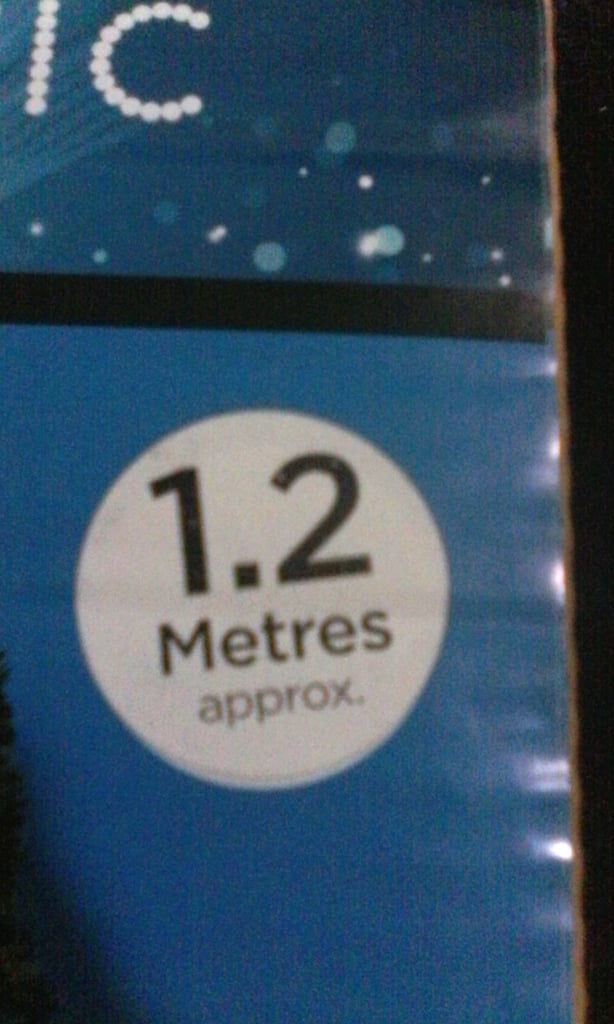 ic
1.2
Metres
approx.